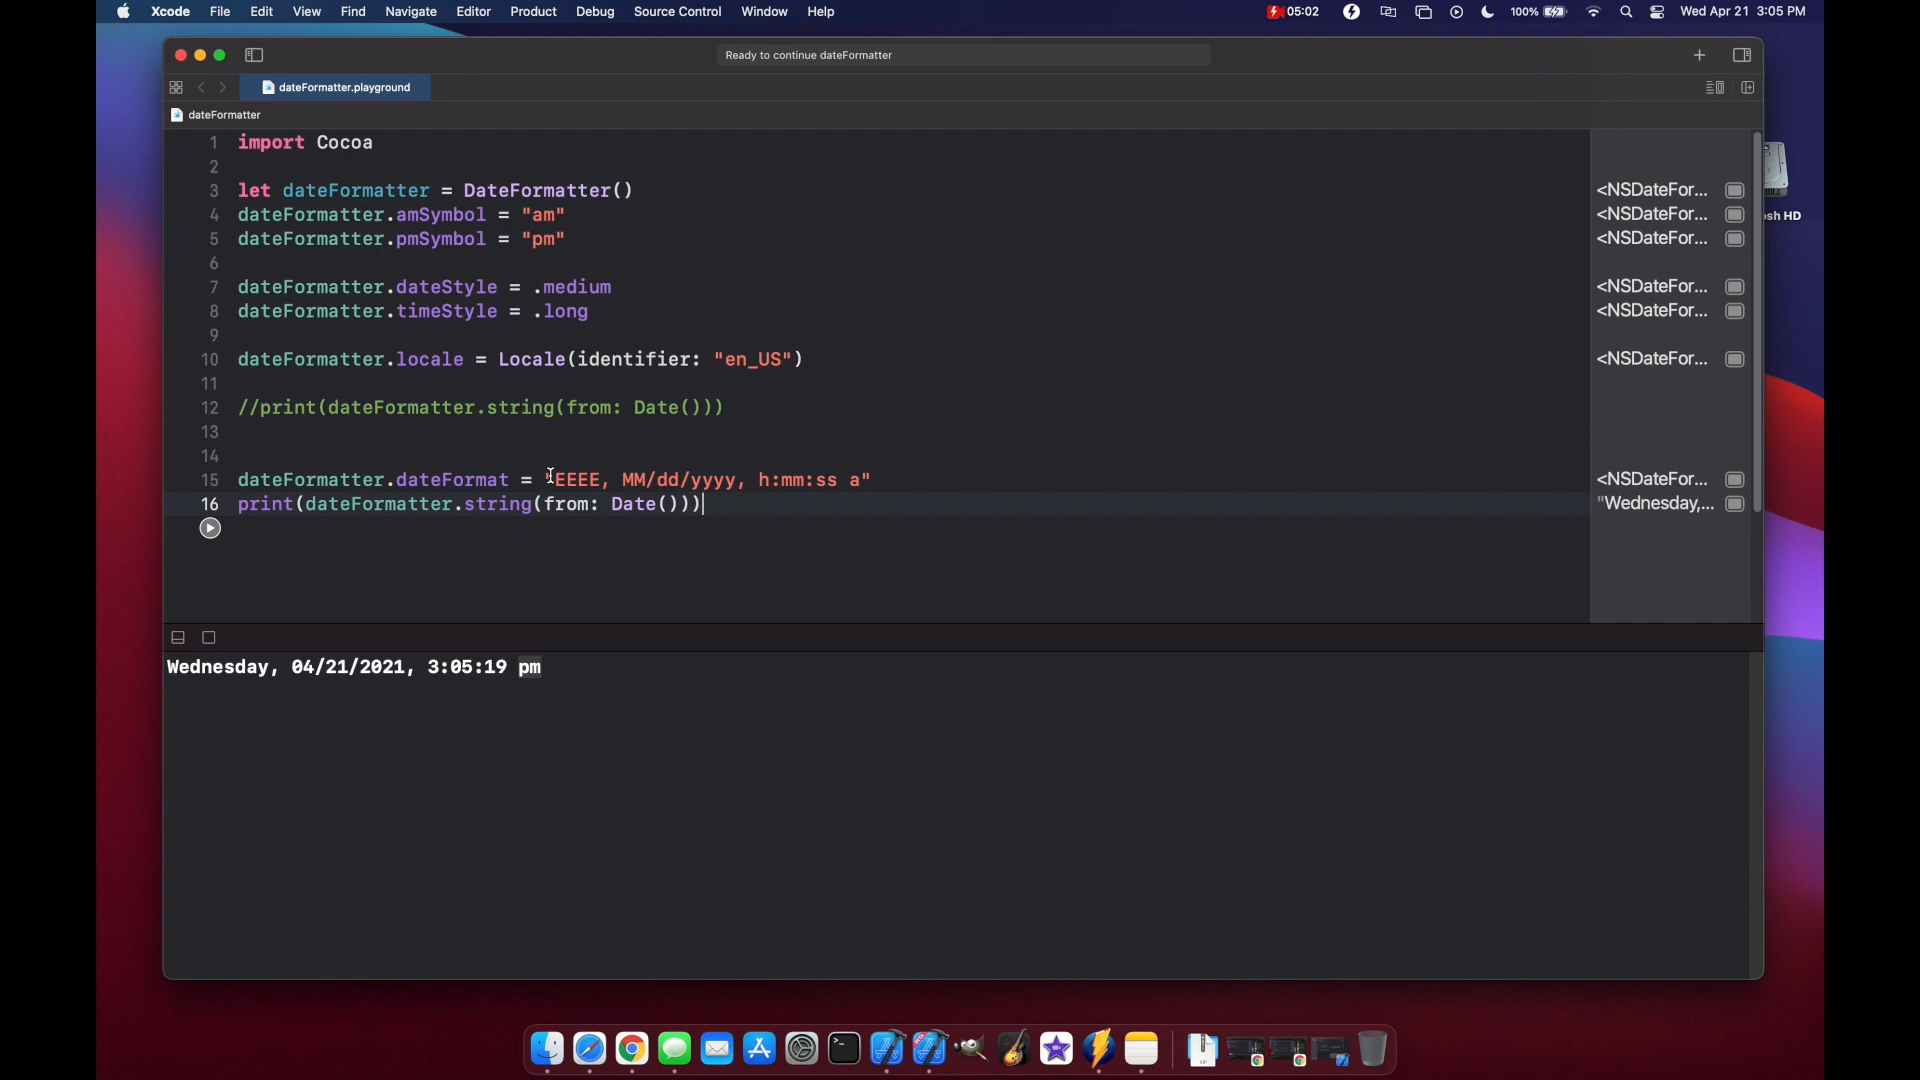 Xcode File Edit View Find Navigate Editor Product Debug Source Control Window Help 05:02 100% Wed Apr 21 3:05 PM
Ready to continue dateFormatter
dateFormatter.playground
dateFormatter
1 import Cocoa
2
3 let dateFormatter = DateFormatter() <NSDateFor...
4 dateFormatter.amSymbol = "am" <NSDateFor...
5 dateFormatter.pmSymbol = "pm" <NSDateFor...
6
7 dateFormatter.dateStyle = .medium <NSDateFor...
8 dateFormatter.timeStyle = .long <NSDateFor...
9
10 dateFormatter.locale = Locale(identifier: "en_US") <NSDateFor...
11
12 //print(dateFormatter.string(from: Date()))
13
14
15 dateFormatter.dateFormat = "EEEE, MM/dd/yyyy, h:mm:ss a" <NSDateFor...
16 print(dateFormatter.string(from: Date())) "Wednesday,...
osh HD
Wednesday, 04/21/2021, 3:05:19 pm